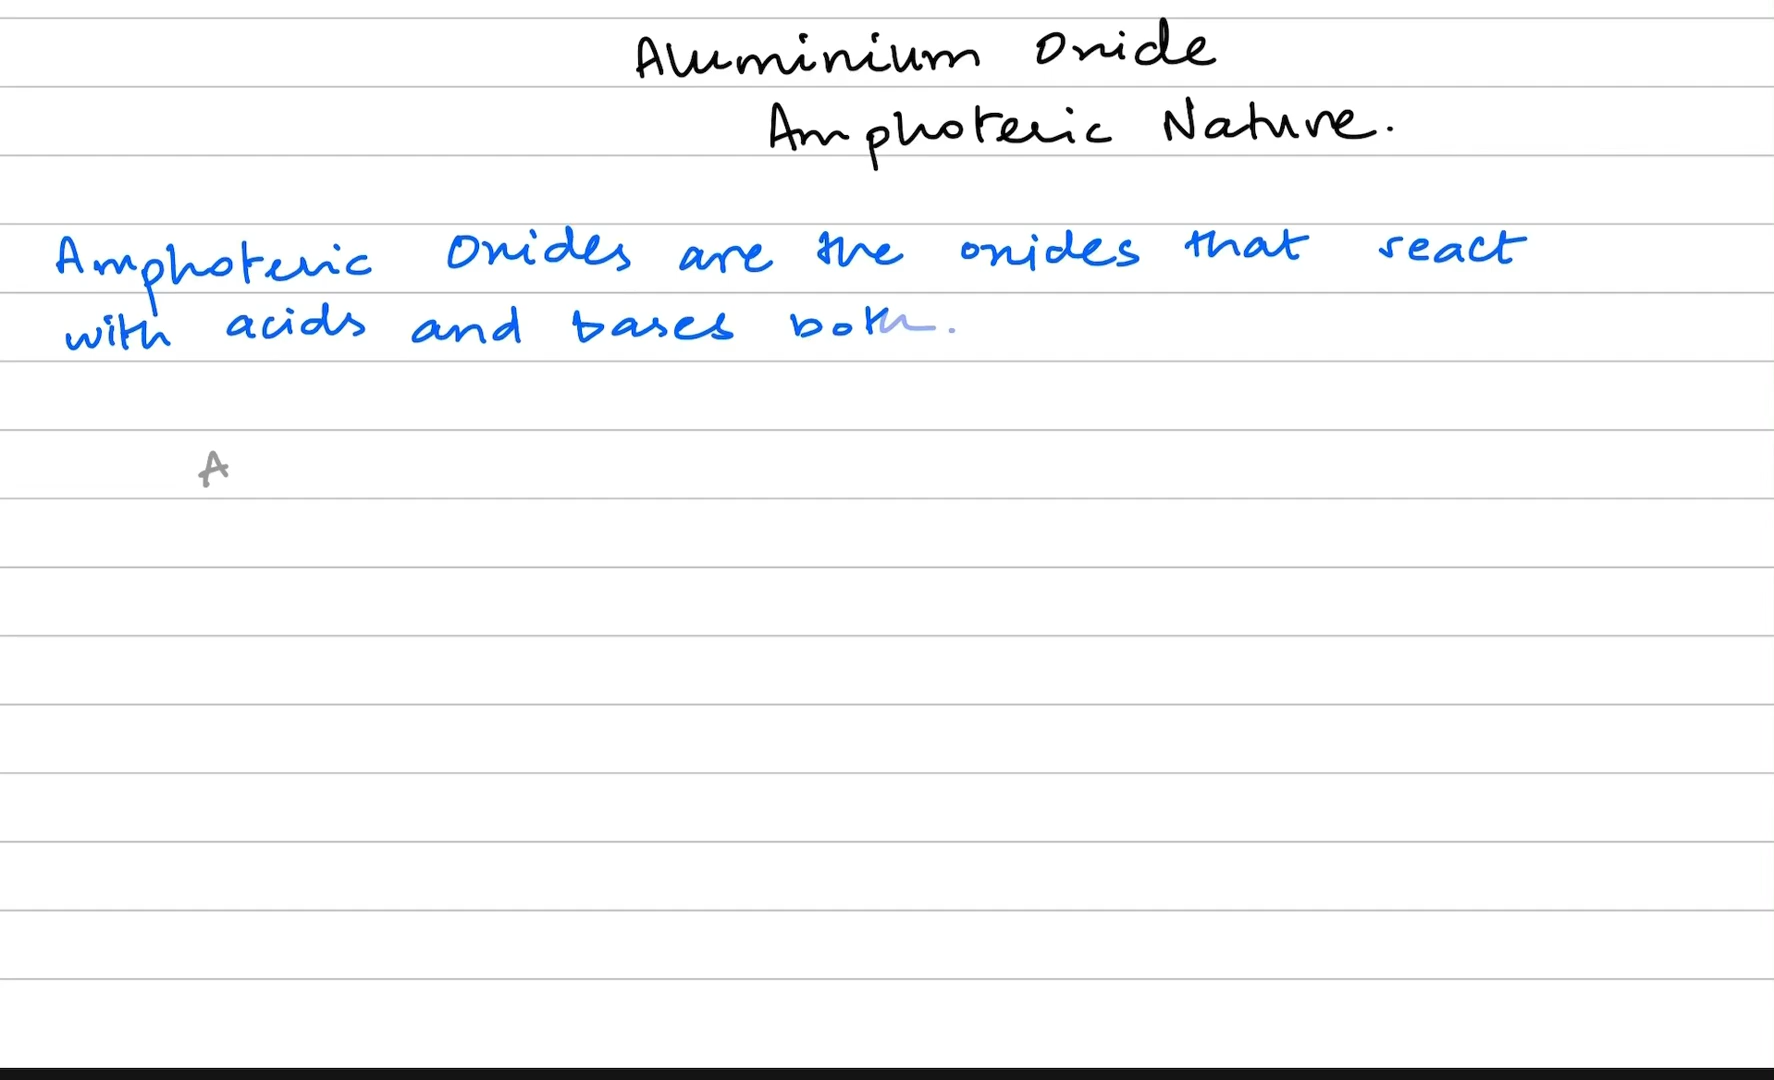 Aluminium Oxide
Amphoteric Nature.
Amphoteric Oxides are the oxides that react
with acids and bases both.
A